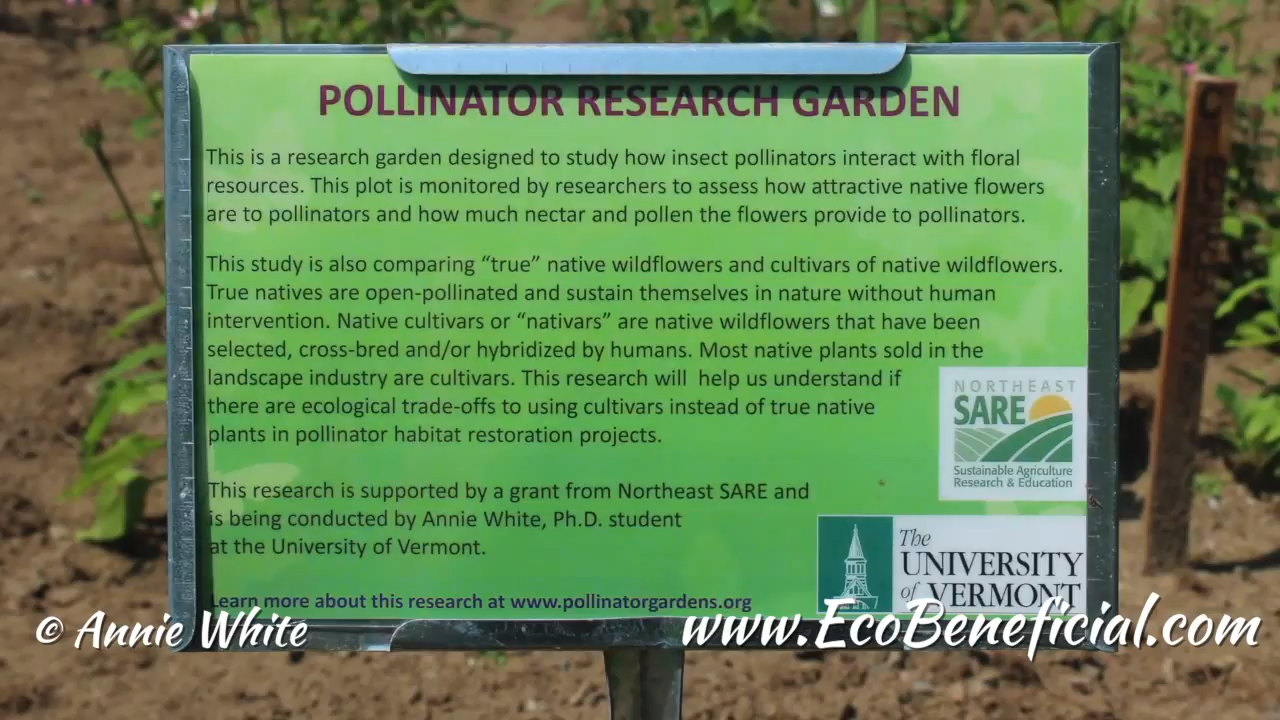 POLLINATOR RESEARCH GARDEN
This is a research garden designed to study how insect pollinators interact with floral
resources. This plot is monitored by researchers to assess how attractive native flowers
are to pollinators and how much nectar and pollen the flowers provide to pollinators.
This study is also comparing “true” native wildflowers and cultivars of native wildflowers.
True natives are open-pollinated and sustain themselves in nature without human
intervention. Native cultivars or “nativars” are native wildflowers that have been
selected, cross-bred and/or hybridized by humans. Most native plants sold in the
landscape industry are cultivars. This research will help us understand if
there are ecological trade-offs to using cultivars instead of true native
plants in pollinator habitat restoration projects.
NORTHEAST
SARE
Sustainable Agriculture
Research & Education
This research is supported by a grant from Northeast SARE and
is being conducted by Annie White, Ph.D. student
at the University of Vermont.
The
UNIVERSITY
of VERMONT
Learn more about this research at www.pollinatorgardens.org
© Annie White
www.EcoBeneficial.com